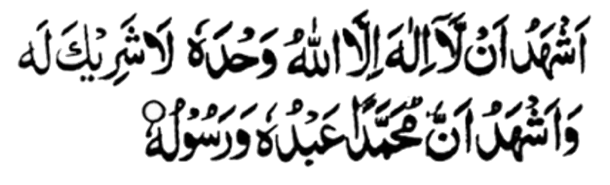 اَشْهَدُ اَنْ لَّآ اِلٰهَ اِلَّا اللّٰهُ وَحْدَهٗ لَا شَرِيْكَ لَه
وَاَشْهَدُ اَنَّ مُحَمَّدًا عَبْدُهٗ وَرَسُوْلُهٗ